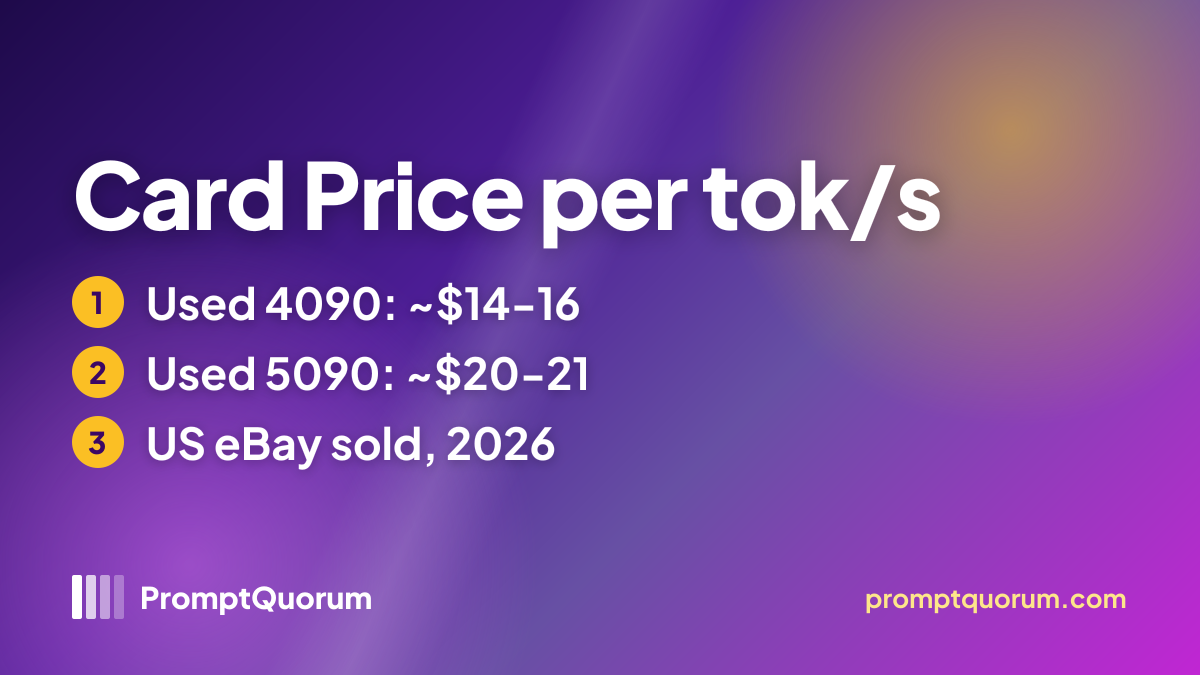 Card Price per tok/s
1 Used 4090: ~$14–16
2 Used 5090: ~$20–21
3 US eBay sold, 2026
PromptQuorum
promptquorum.com